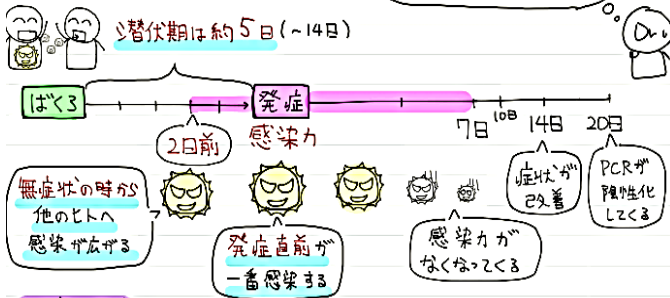 潜伏期は約5日(~14日)
ばくろ
発症
2日前
感染力
7日
10日
14日
20日
無症状の時から
他のヒトへ
感染が広がる
発症直前が
一番感染する
感染力が
なくなってくる
症状が
改善
PCRが
陰性化
してくる